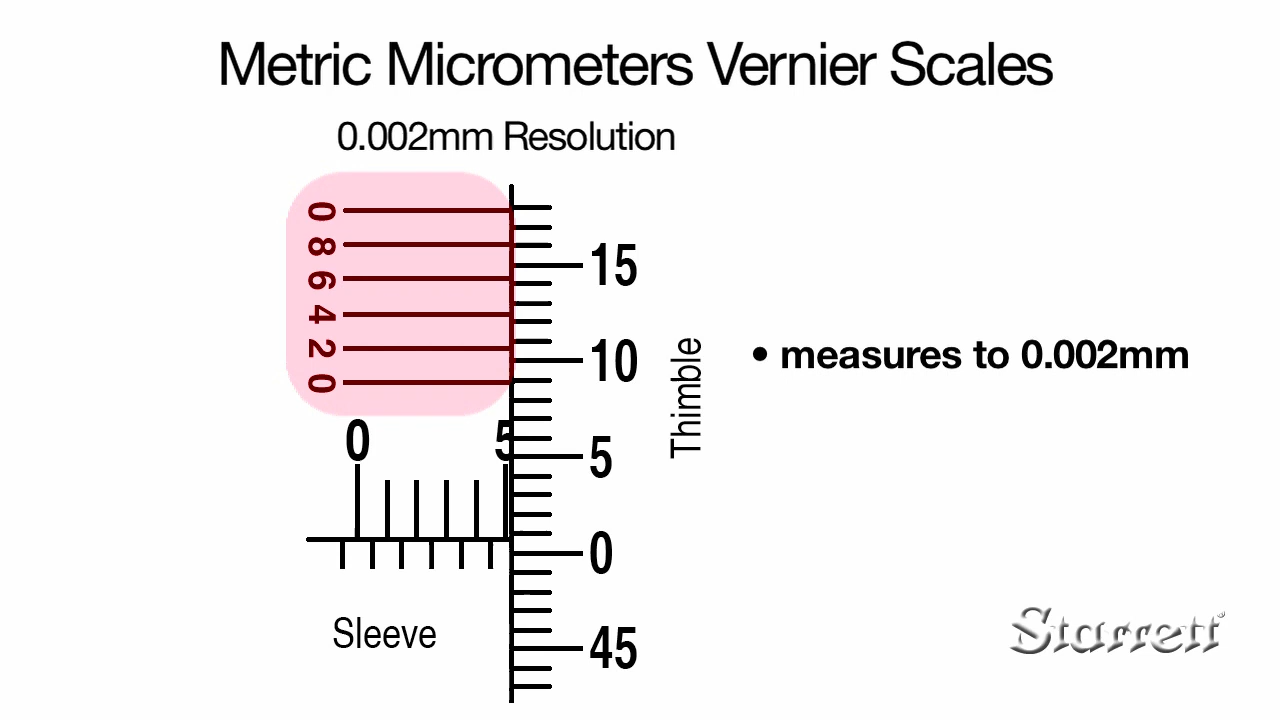 Metric Micrometers Vernier Scales
0.002mm Resolution
0
8
6
4
2
0
15
10
5
0
45
Thimble
• measures to 0.002mm
0 5
Sleeve
Starrett®